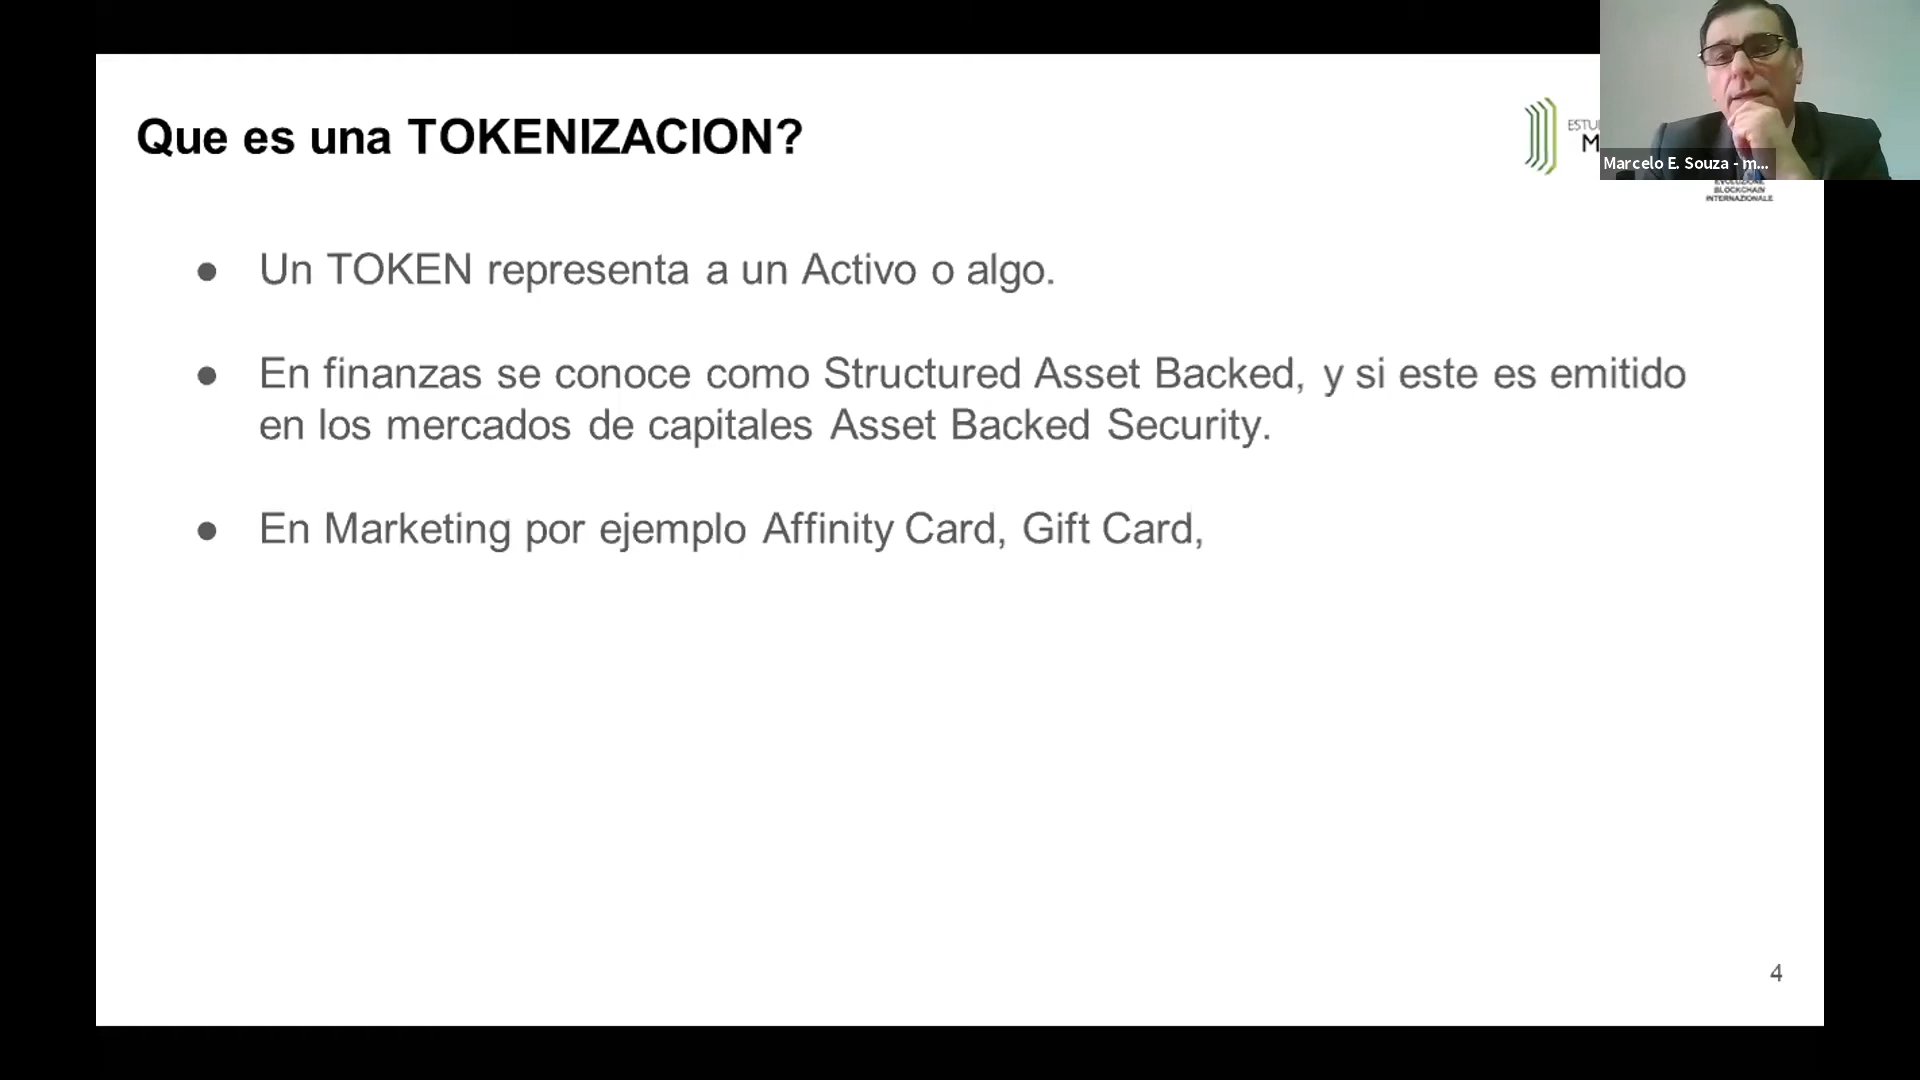 Que es una TOKENIZACION?
Marcelo E. Souza - m...
BLOCKCHAIN
INTERNAZIONALE
● Un TOKEN representa a un Activo o algo.
● En finanzas se conoce como Structured Asset Backed, y si este es emitido
en los mercados de capitales Asset Backed Security.
● En Marketing por ejemplo Affinity Card, Gift Card,
4